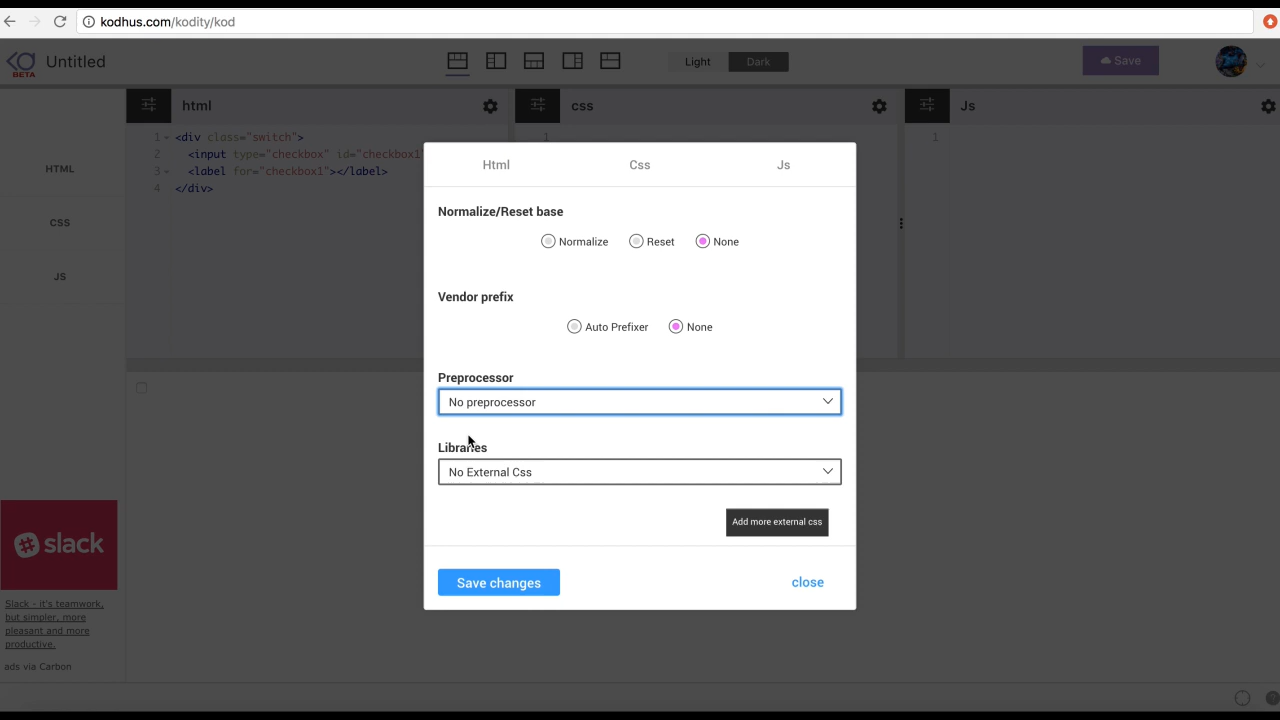 kodhus.com/kodity/kod
BETA
Untitled
Light
Dark
Save
html
css
Js
1 <div class="switch">
2 <input type="checkbox" id="checkbox1"
3 <label for="checkbox1"></label>
4 </div>
1
1
HTML
CSS
JS
Html
Css
Js
Normalize/Reset base
Normalize
Reset
None
Vendor prefix
Auto Prefixer
None
Preprocessor
No preprocessor
Libraries
No External Css
Add more external css
Save changes
close
slack
Slack - it's teamwork,
but simpler, more
pleasant and more
productive.
ads via Carbon